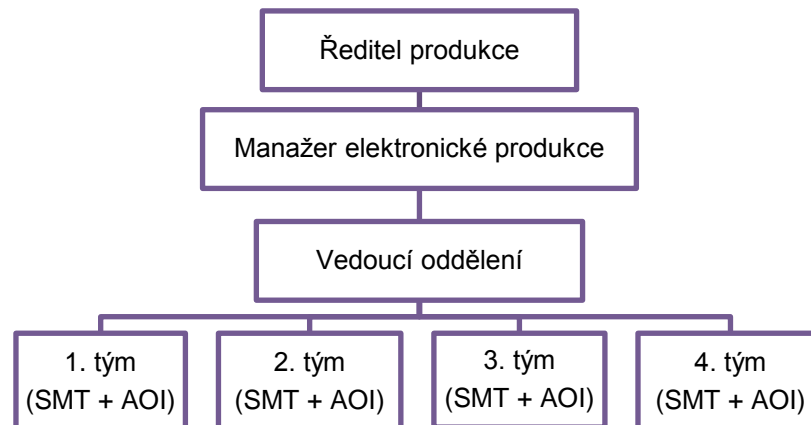 Ředitel produkce
Manažer elektronické produkce
Vedoucí oddělení
1. tým
(SMT + AOI)
2. tým
(SMT + AOI)
3. tým
(SMT + AOI)
4. tým
(SMT + AOI)